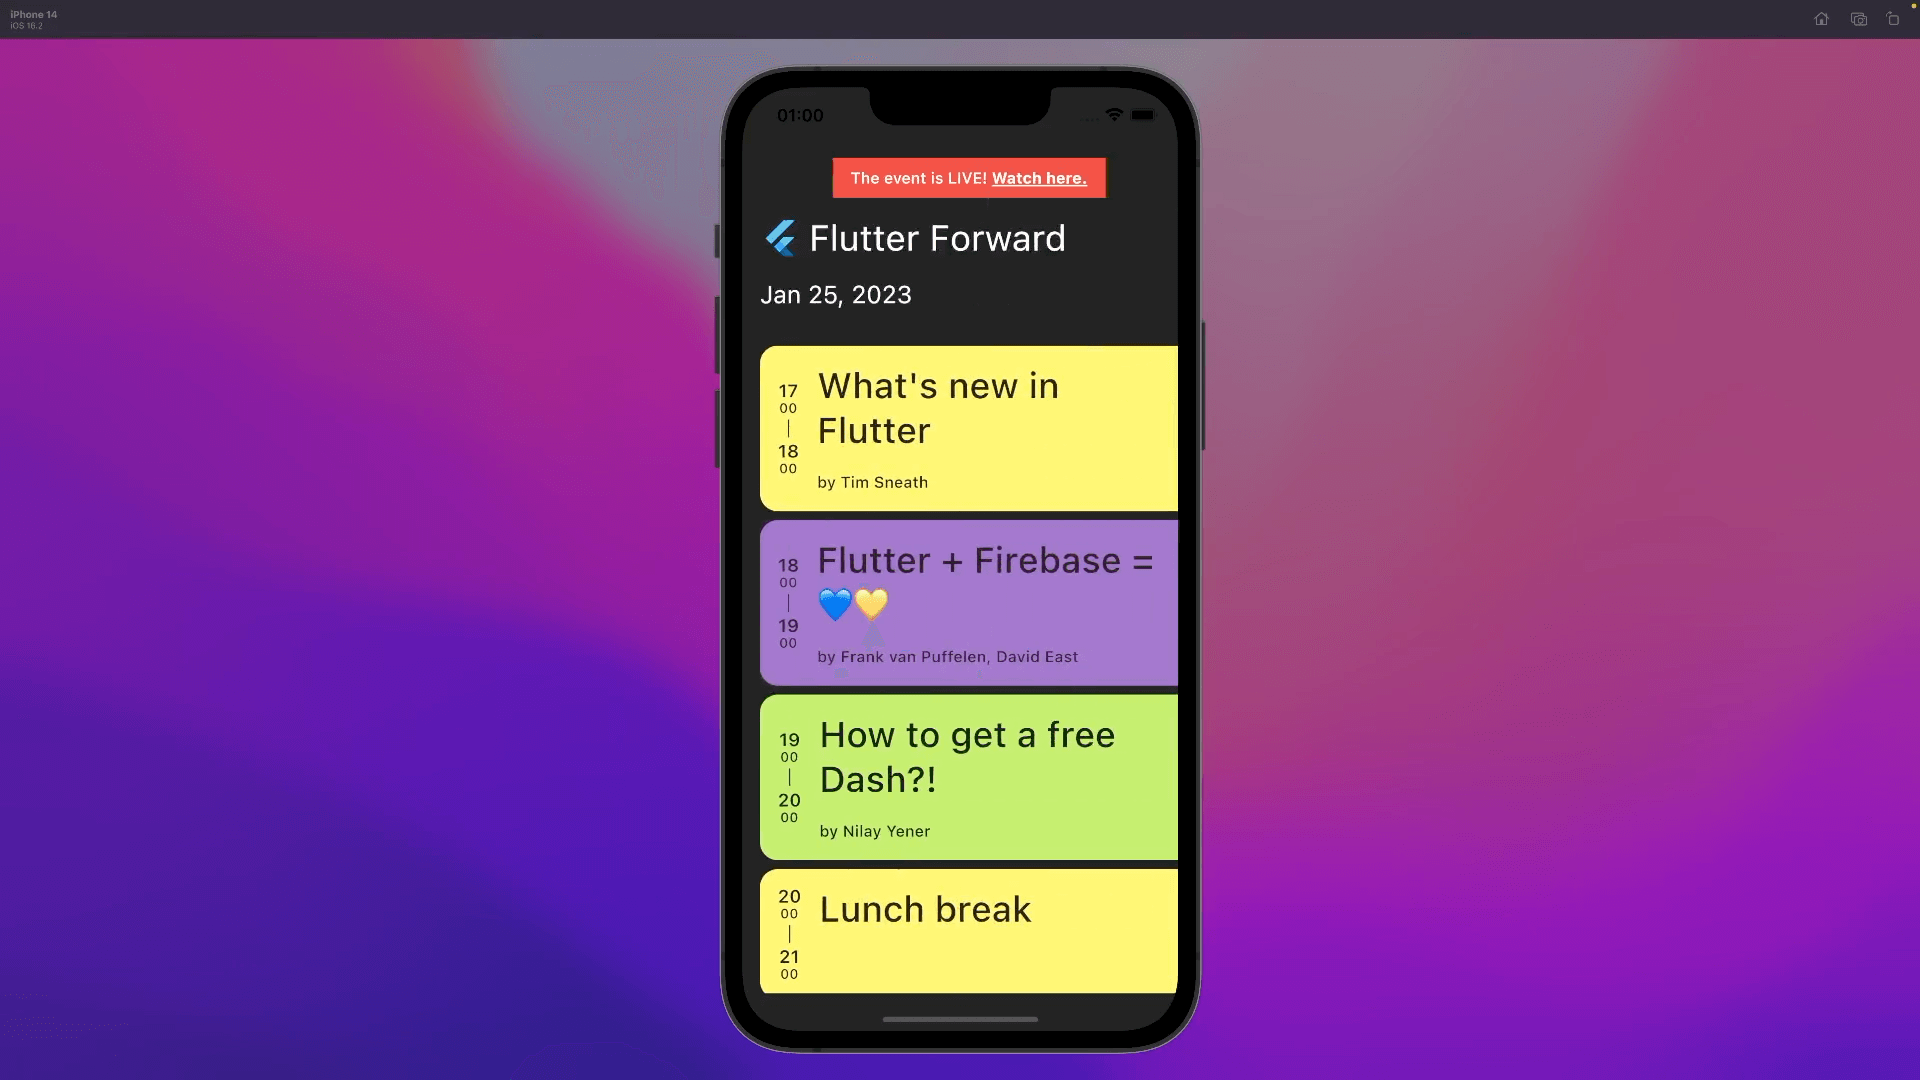 iPhone 14
iOS 16.2
01:00
The event is LIVE! Watch here.
Flutter Forward
Jan 25, 2023
17
00
18
00
What's new in
Flutter
by Tim Sneath
18
00
19
00
Flutter + Firebase =
💙💛
by Frank van Puffelen, David East
19
00
20
00
How to get a free
Dash?!
by Nilay Yener
20
00
21
00
Lunch break